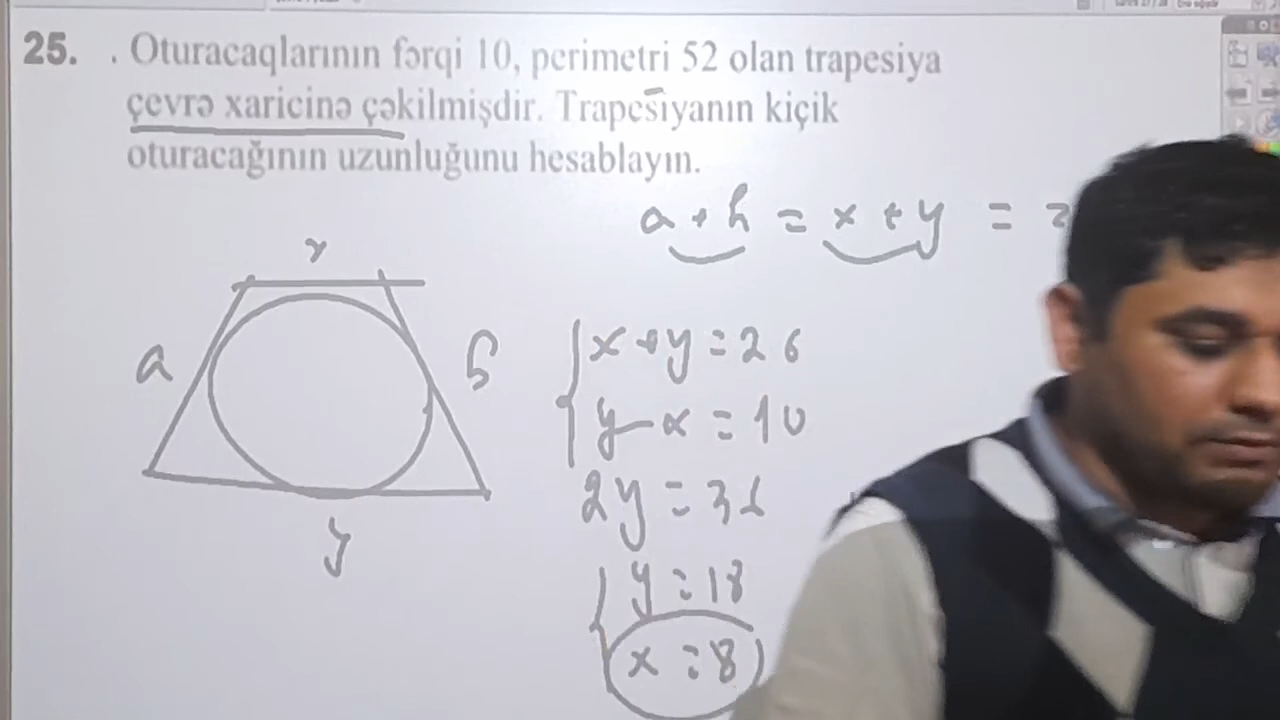 25. . Oturacaqlarının fərqi 10, perimetri 52 olan trapesiya
çevrə xaricinə çəkilmişdir. Trapesiyanın kiçik
oturacağının uzunluğunu hesablayın.
a + b = x + y = 2
x
a
b
y
x + y = 26
y - x = 10
2y = 36
y = 18
x = 8